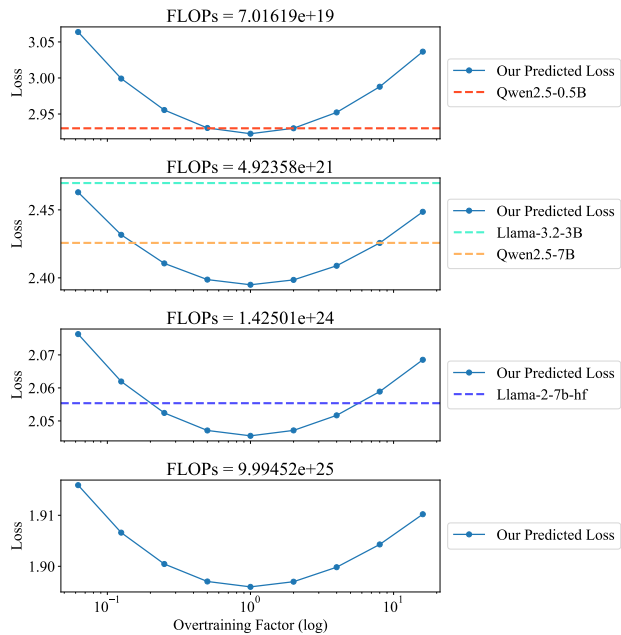 FLOPs = 7.01619e+19
3.05
3.00
2.95
Loss
Our Predicted Loss
Qwen2.5-0.5B
FLOPs = 4.92358e+21
2.45
2.40
Loss
Our Predicted Loss
Llama-3.2-3B
Qwen2.5-7B
FLOPs = 1.42501e+24
2.07
2.06
2.05
Loss
Our Predicted Loss
Llama-2-7b-hf
FLOPs = 9.99452e+25
1.91
1.90
Loss
Our Predicted Loss
10⁻¹ 10⁰ 10¹
Overtraining Factor (log)